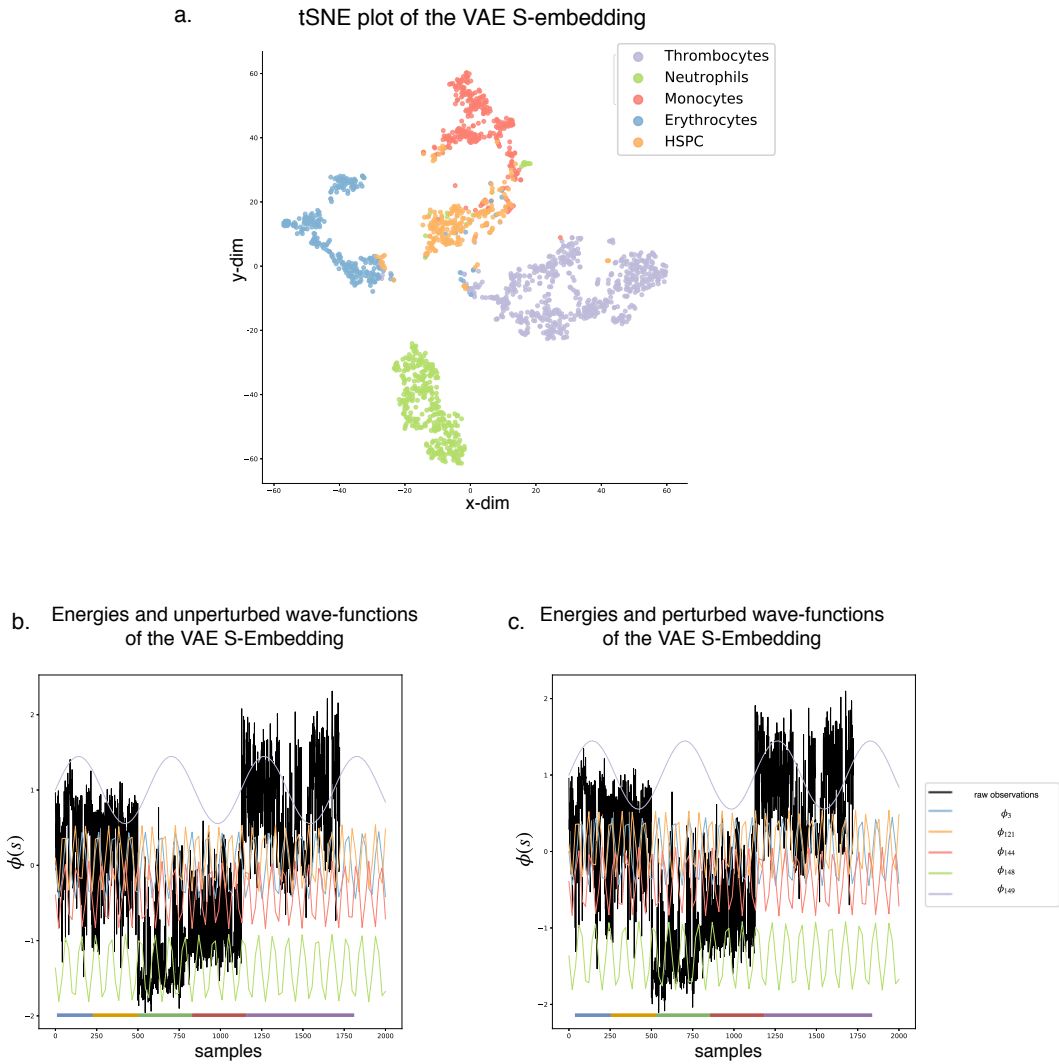 a.
tSNE plot of the VAE S-embedding
Thrombocytes
Neutrophils
Monocytes
Erythrocytes
HSPC
60
40
20
0
−20
−40
−60
y-dim
−60
−40
−20
0
20
40
60
x-dim
b.
Energies and unperturbed wave-functions
of the VAE S-Embedding
2
1
0
−1
−2
ϕ(s)
0
250
500
750
1000
1250
1500
1750
2000
samples
c.
Energies and perturbed wave-functions
of the VAE S-Embedding
2
1
0
−1
−2
ϕ(s)
0
250
500
750
1000
1250
1500
1750
2000
samples
raw observations
ϕ₃
ϕ₁₂₁
ϕ₁₄₄
ϕ₁₄₈
ϕ₁₄₉